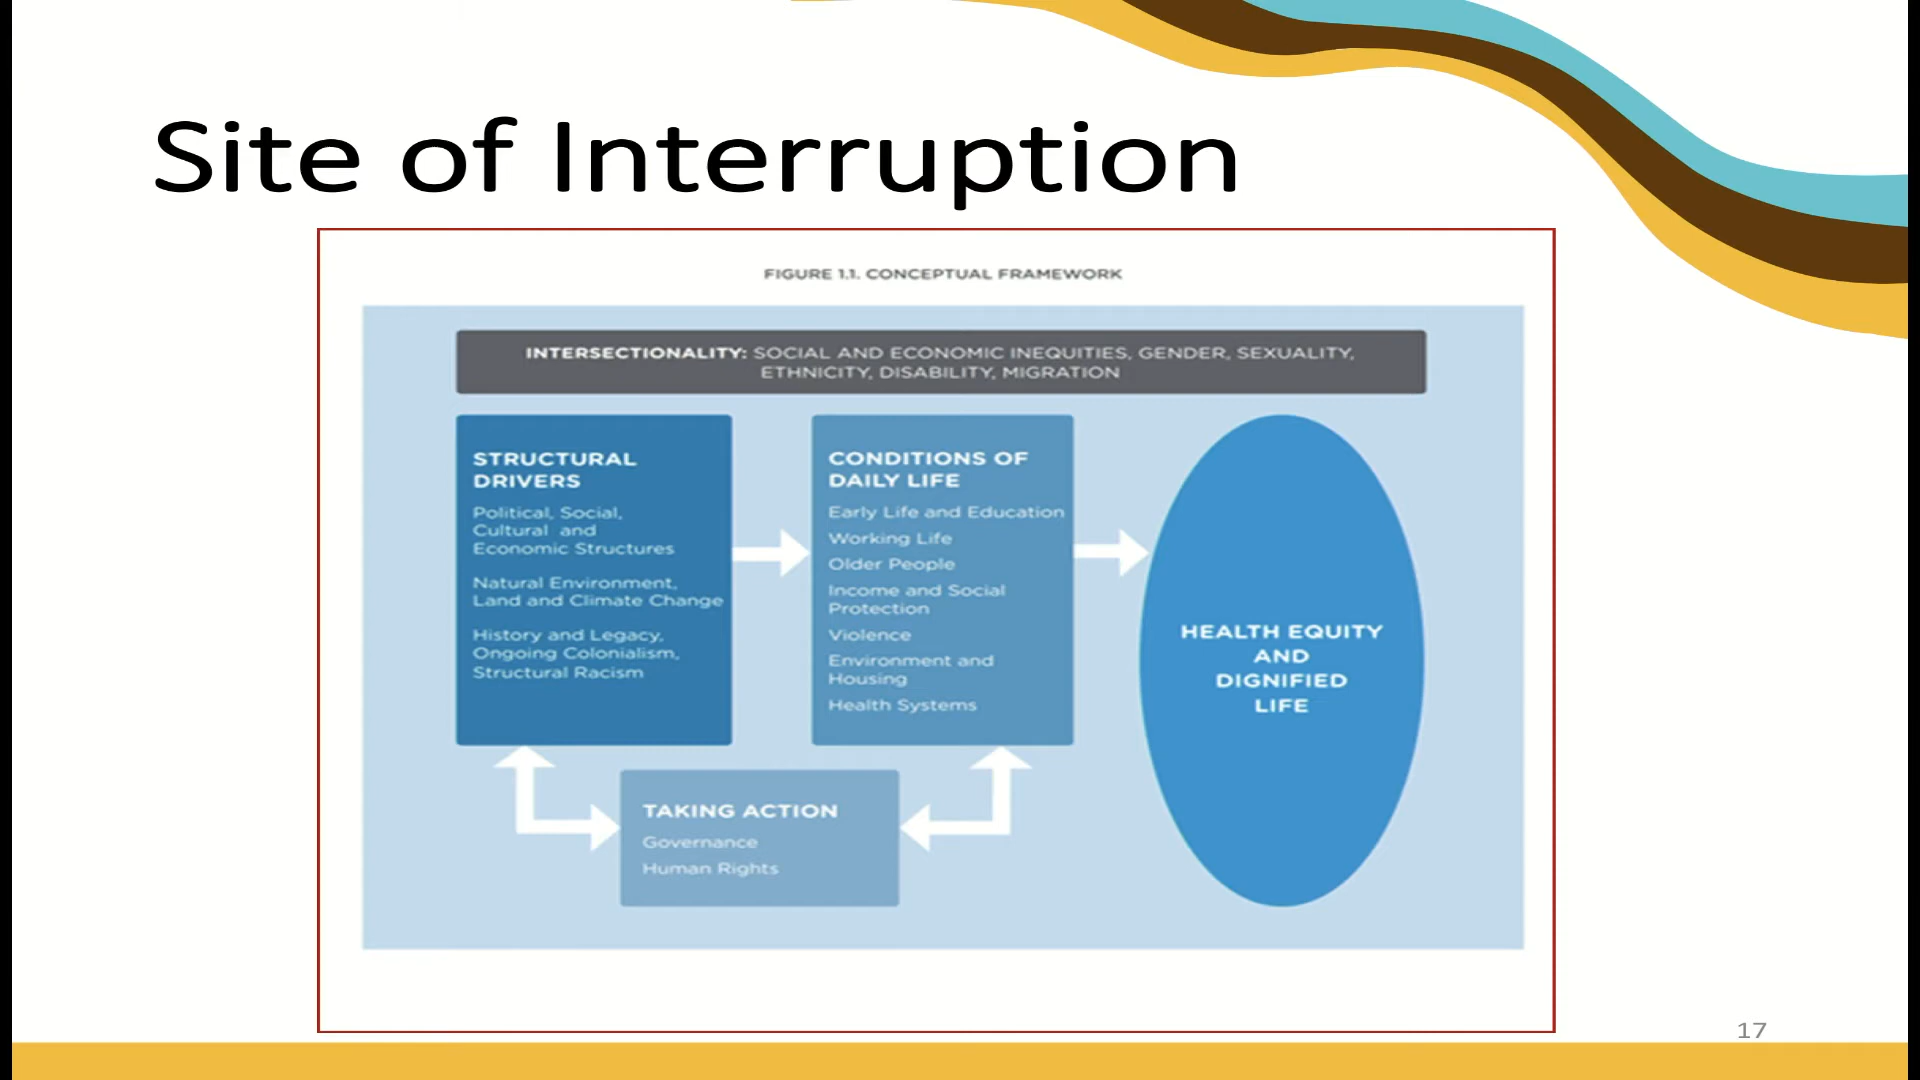 Site of Interruption
FIGURE 1.1. CONCEPTUAL FRAMEWORK
INTERSECTIONALITY: SOCIAL AND ECONOMIC INEQUITIES, GENDER, SEXUALITY,
ETHNICITY, DISABILITY, MIGRATION
STRUCTURAL
DRIVERS
Political, Social,
Cultural and
Economic Structures
Natural Environment,
Land and Climate Change
History and Legacy,
Ongoing Colonialism,
Structural Racism
CONDITIONS OF
DAILY LIFE
Early Life and Education
Working Life
Older People
Income and Social
Protection
Violence
Environment and
Housing
Health Systems
HEALTH EQUITY
AND
DIGNIFIED
LIFE
TAKING ACTION
Governance
Human Rights
17